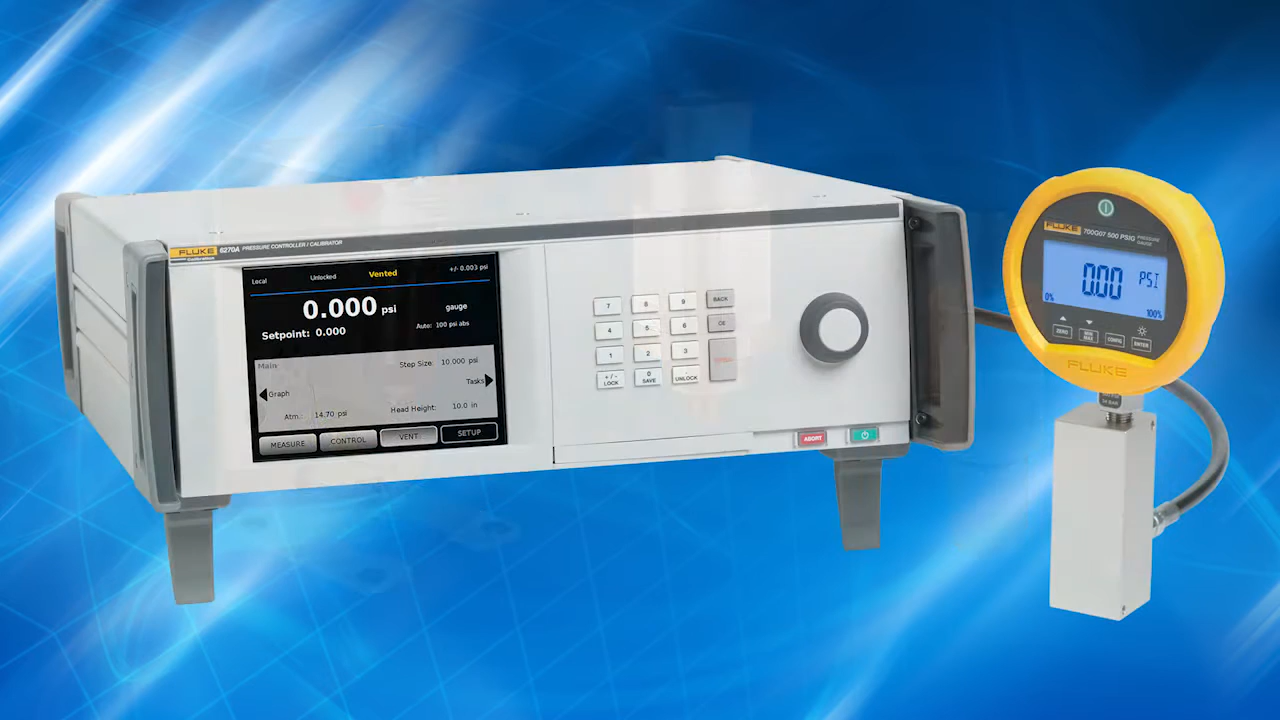 FLUKE 6270A PRESSURE CONTROLLER / CALIBRATOR
Calibration
Local Unlocked Vented +/- 0.003 psi
0.000 psi gauge
Setpoint: 0.000 Auto: 100 psi abs
Main Step Size: 10.000 psi
Graph Tasks
Atm.: 14.70 psi Head Height: 10.0 in
MEASURE CONTROL VENT SETUP
7 8 9 BACK
4 5 6 CE
1 2 3
+ / - LOCK 0 SAVE . UNLOCK
ABORT
FLUKE 700G07 500 PSIG PRESSURE GAUGE
0.00 PSI
0% 100%
ZERO MIN MAX CONFIG ENTER
FLUKE